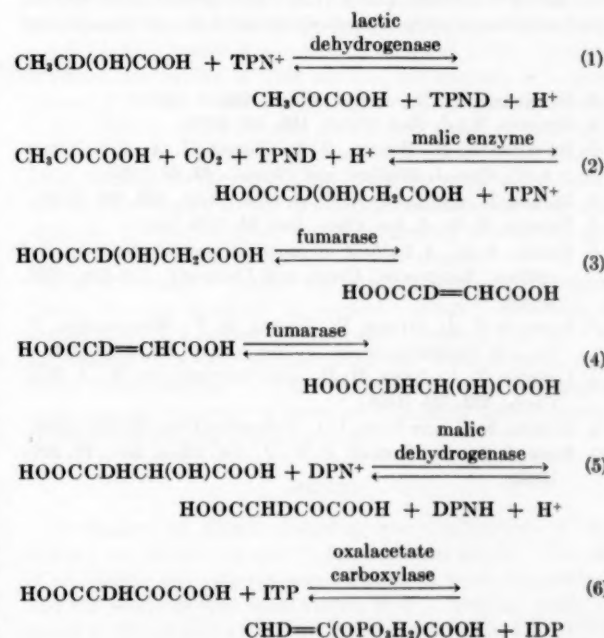 lactic
dehydrogenase
CH₃CD(OH)COOH + TPN⁺ ⇌ (1)
CH₃COCOOH + TPND + H⁺
malic enzyme
CH₃COCOOH + CO₂ + TPND + H⁺ ⇌ (2)
HOOCCD(OH)CH₂COOH + TPN⁺
fumarase
HOOCCD(OH)CH₂COOH ⇌ (3)
HOOCCD=CHCOOH
fumarase
HOOCCD=CHCOOH ⇌ (4)
HOOCCDHCH(OH)COOH
malic
dehydrogenase
HOOCCDHCH(OH)COOH + DPN⁺ ⇌ (5)
HOOCCHDCOCOOH + DPNH + H⁺
oxalacetate
carboxylase
HOOCCDHCOCOOH + ITP ⇌ (6)
CHD=C(OPO₃H₂)COOH + IDP